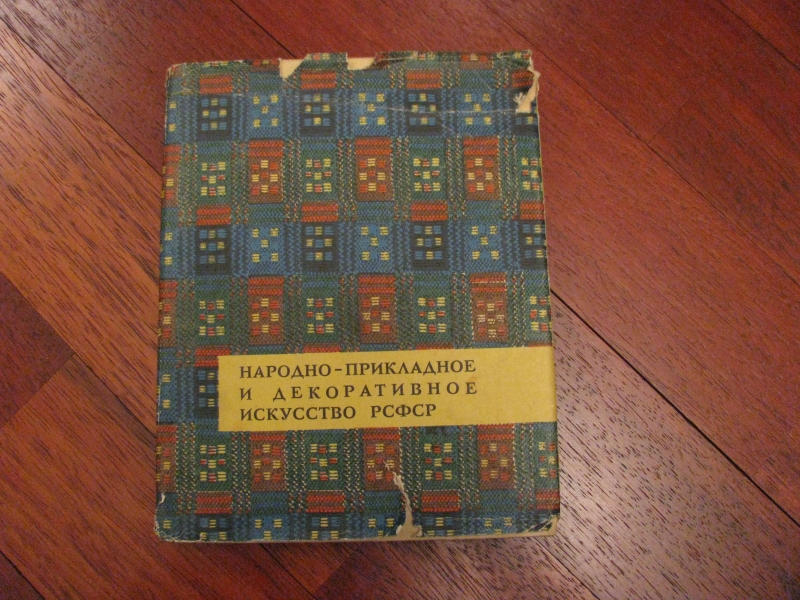 НАРОДНО-ПРИКЛАДНОЕ
И ДЕКОРАТИВНОЕ
ИСКУССТВО РСФСР